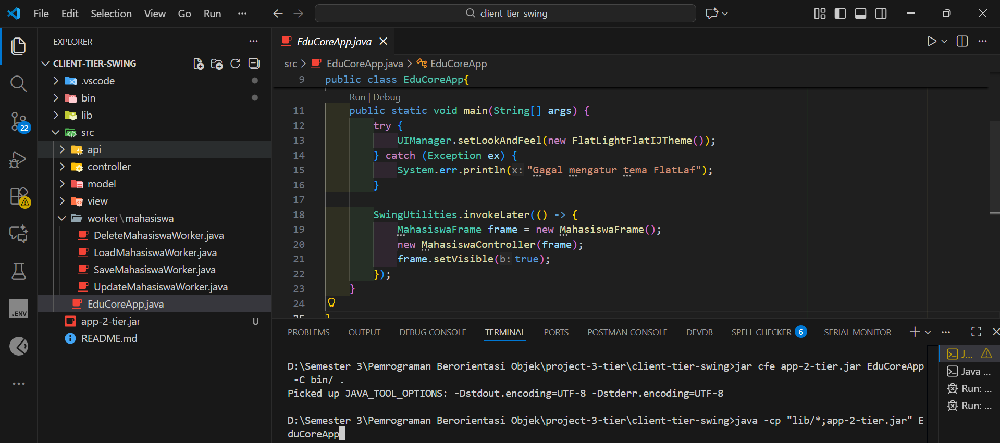 File Edit Selection View Go Run ··· client-tier-swing
EXPLORER ···
CLIENT-TIER-SWING
.vscode
bin
lib
src
api
controller
model
view
worker\mahasiswa
DeleteMahasiswaWorker.java
LoadMahasiswaWorker.java
SaveMahasiswaWorker.java
UpdateMahasiswaWorker.java
EduCoreApp.java
app-2-tier.jar U
README.md
22
.ENV
EduCoreApp.java
src > EduCoreApp.java > EduCoreApp
9 public class EduCoreApp{
Run | Debug
11 public static void main(String[] args) {
12 try {
13 UIManager.setLookAndFeel(new FlatLightFlatIJTheme());
14 } catch (Exception ex) {
15 System.err.println(x: "Gagal mengatur tema FlatLaf");
16 }
17
18 SwingUtilities.invokeLater(() -> {
19 MahasiswaFrame frame = new MahasiswaFrame();
20 new MahasiswaController(frame);
21 frame.setVisible(b: true);
22 });
23 }
24
25 }
PROBLEMS OUTPUT DEBUG CONSOLE TERMINAL PORTS POSTMAN CONSOLE DEVDB SPELL CHECKER 6 SERIAL MONITOR
D:\Semester 3\Pemrograman Berorientasi Objek\project-3-tier\client-tier-swing>jar cfe app-2-tier.jar EduCoreApp
-C bin/ .
Picked up JAVA_TOOL_OPTIONS: -Dstdout.encoding=UTF-8 -Dstderr.encoding=UTF-8
D:\Semester 3\Pemrograman Berorientasi Objek\project-3-tier\client-tier-swing>java -cp "lib/*;app-2-tier.jar" E
duCoreApp
J...
Java ...
Run: ...
Run: ...